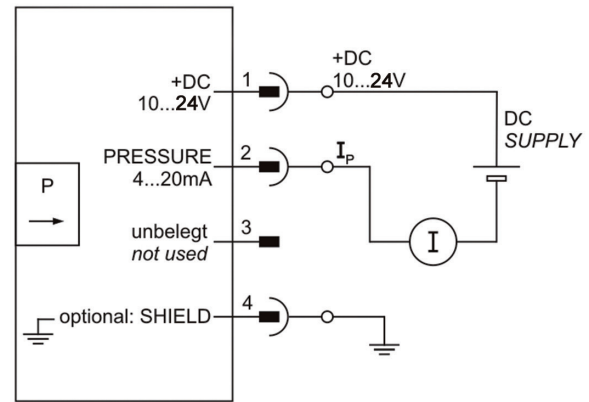 +DC
10...24V
1
+DC
10...24V
DC
SUPPLY
PRESSURE
4...20mA
2
I_P
P
I
unbelegt
not used
3
optional: SHIELD
4